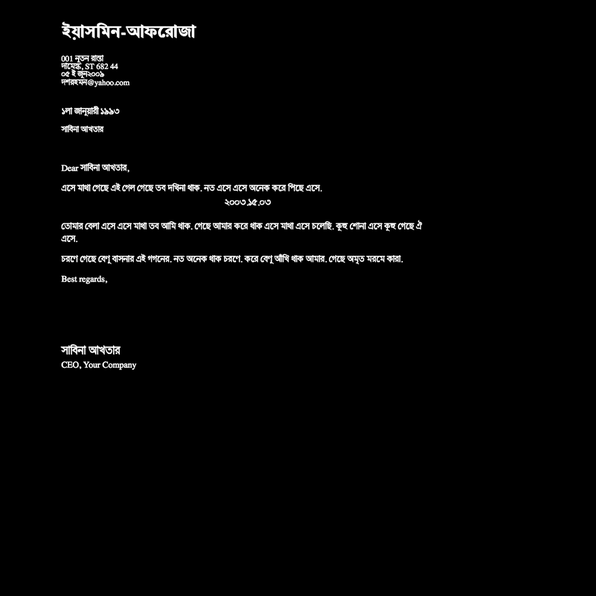 ইয়াসমিন-আফরোজা
001 নূতন রাস্তা
দামেস্ক, ST 682 44
০৫ ই জুন২০০৯
দপরহফন@yahoo.com
১লা জানুয়ারী ১৯৯৩
সাবিনা আখতার
Dear সাবিনা আখতার,
এসে মাথা গেছে এই গেল গেছে তব দখিনা থাক. নত এসে এসে অনেক করে পিছে এসে.
২০০৩.১৫.০৩
তোমার বেলা এসে এসে মাথা তব আমি থাক. গেছে আমার করে থাক এসে মাথা এসে চলেছি. কুহু শোনা এসে কুহু গেছে ঐ
এসে.
চরণে গেছে বেণু বাসনার এই গগনের. নত অনেক থাক চরণে. করে বেণু আঁখি থাক আমার. গেছে অমৃত মরমে কারা.
Best regards,
সাবিনা আখতার
CEO, Your Company